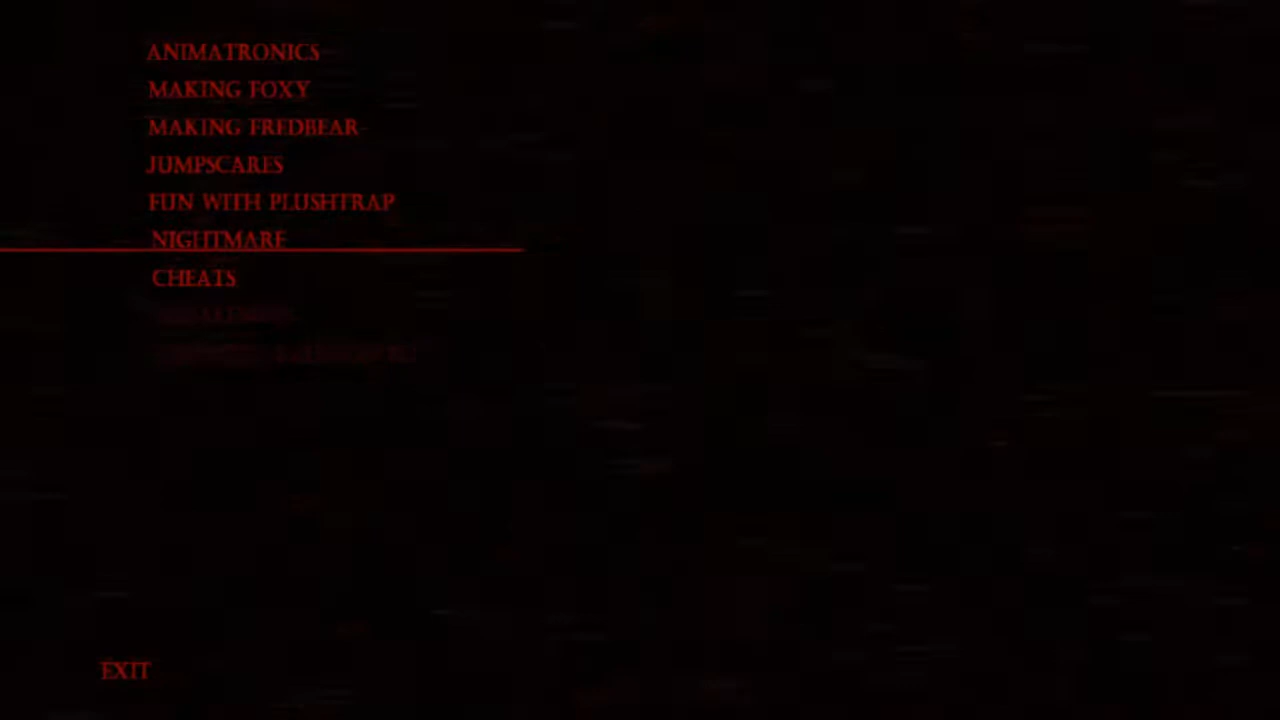 ANIMATRONICS
MAKING FOXY
MAKING FREDBEAR
JUMPSCARES
FUN WITH PLUSHTRAP
NIGHTMARE
CHEATS
EXIT